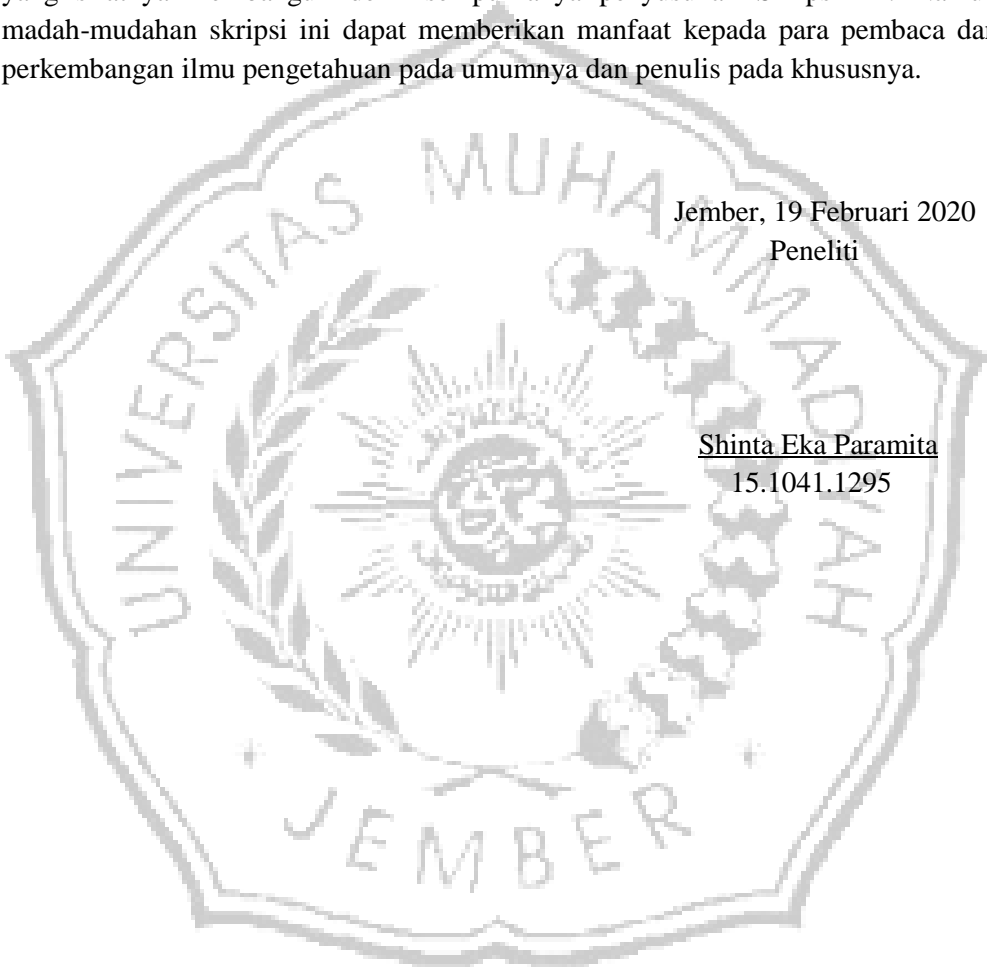 madah-mudahan skripsi ini dapat memberikan manfaat kepada para pembaca dan
perkembangan ilmu pengetahuan pada umumnya dan penulis pada khususnya.
Jember, 19 Februari 2020
Peneliti
Shinta Eka Paramita
15.1041.1295
UNIVERSITAS MUHAMMADIYAH
JEMBER